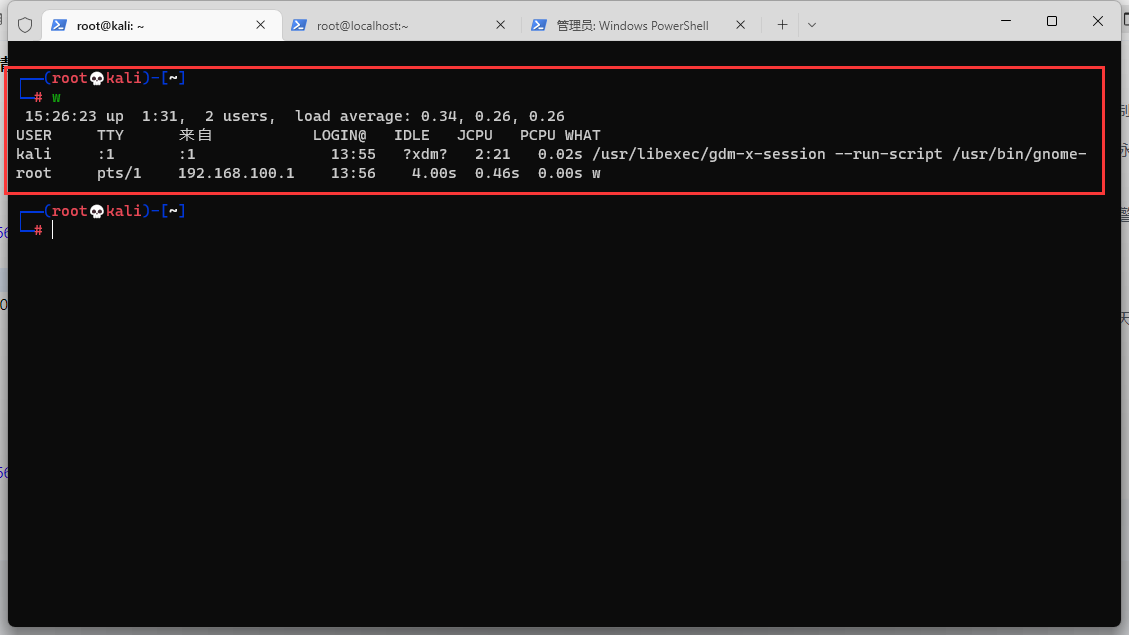 root@kali: ~
root@localhost:~
管理员: Windows PowerShell
┌──(root💀kali)-[~]
└─# w
15:26:23 up  1:31,  2 users,  load average: 0.34, 0.26, 0.26
USER     TTY      来自             LOGIN@   IDLE   JCPU   PCPU WHAT
kali     :1       :1               13:55   ?xdm?   2:21   0.02s /usr/libexec/gdm-x-session --run-script /usr/bin/gnome-
root     pts/1    192.168.100.1    13:56    4.00s  0.46s  0.00s w
┌──(root💀kali)-[~]
└─#